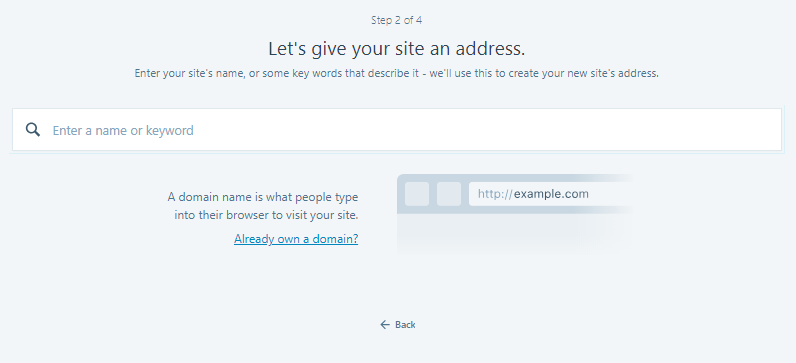 Step 2 of 4
Let's give your site an address.
Enter your site's name, or some key words that describe it - we'll use this to create your new site's address.
Enter a name or keyword
A domain name is what people type
into their browser to visit your site.
Already own a domain?
http://example.com
Back